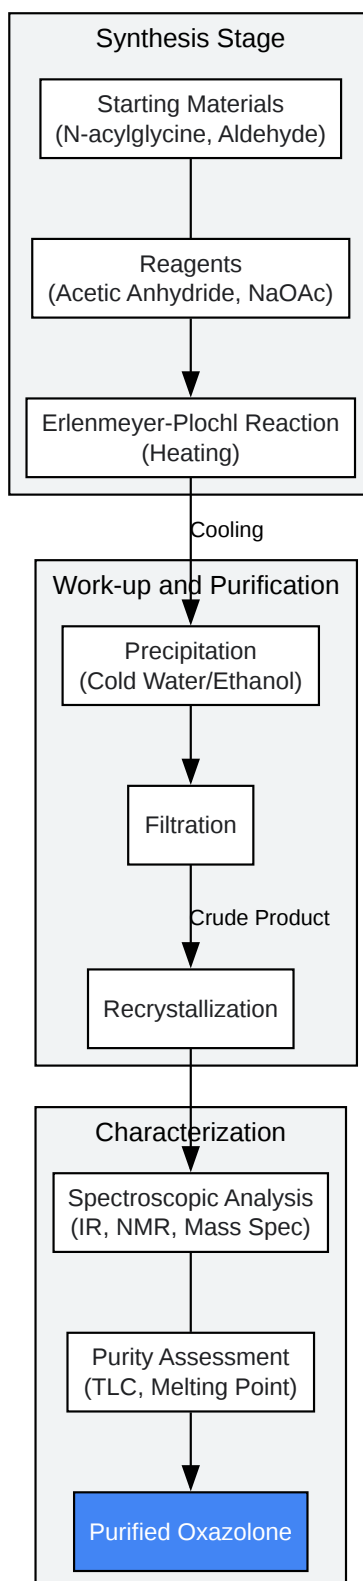 Synthesis Stage
Starting Materials
(N-acylglycine, Aldehyde)
Reagents
(Acetic Anhydride, NaOAc)
Erlenmeyer-Plochl Reaction
(Heating)
Cooling
Work-up and Purification
Precipitation
(Cold Water/Ethanol)
Filtration
Crude Product
Recrystallization
Characterization
Spectroscopic Analysis
(IR, NMR, Mass Spec)
Purity Assessment
(TLC, Melting Point)
Purified Oxazolone